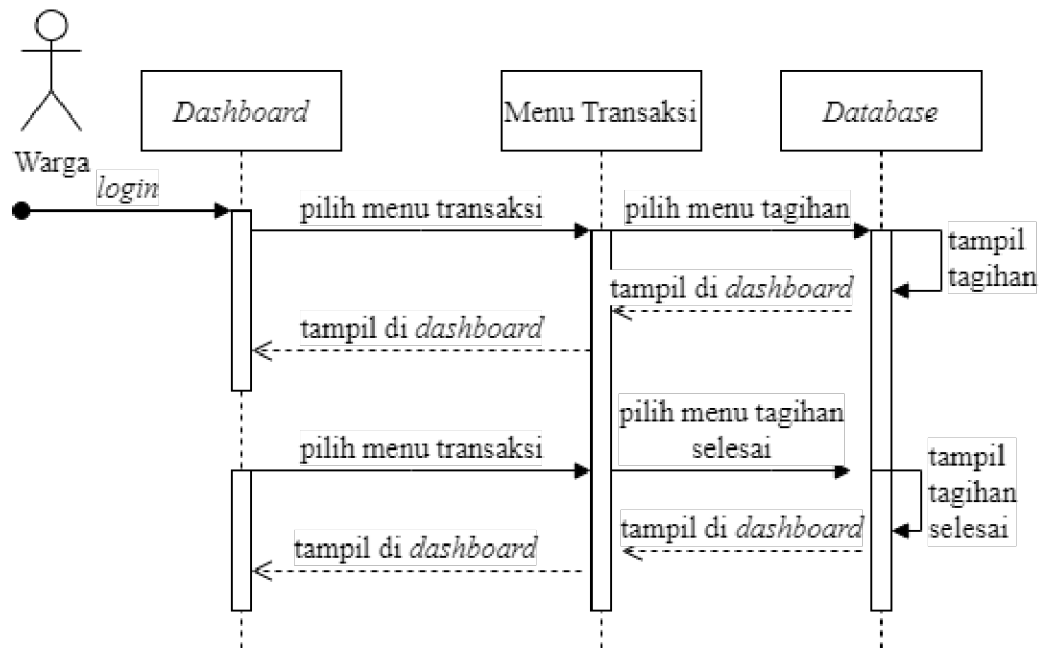 Dashboard
Menu Transaksi
Database
Warga
login
pilih menu transaksi
pilih menu tagihan
tampil
tagihan
tampil di dashboard
tampil di dashboard
pilih menu transaksi
pilih menu tagihan
selesai
tampil
tagihan
selesai
tampil di dashboard
tampil di dashboard